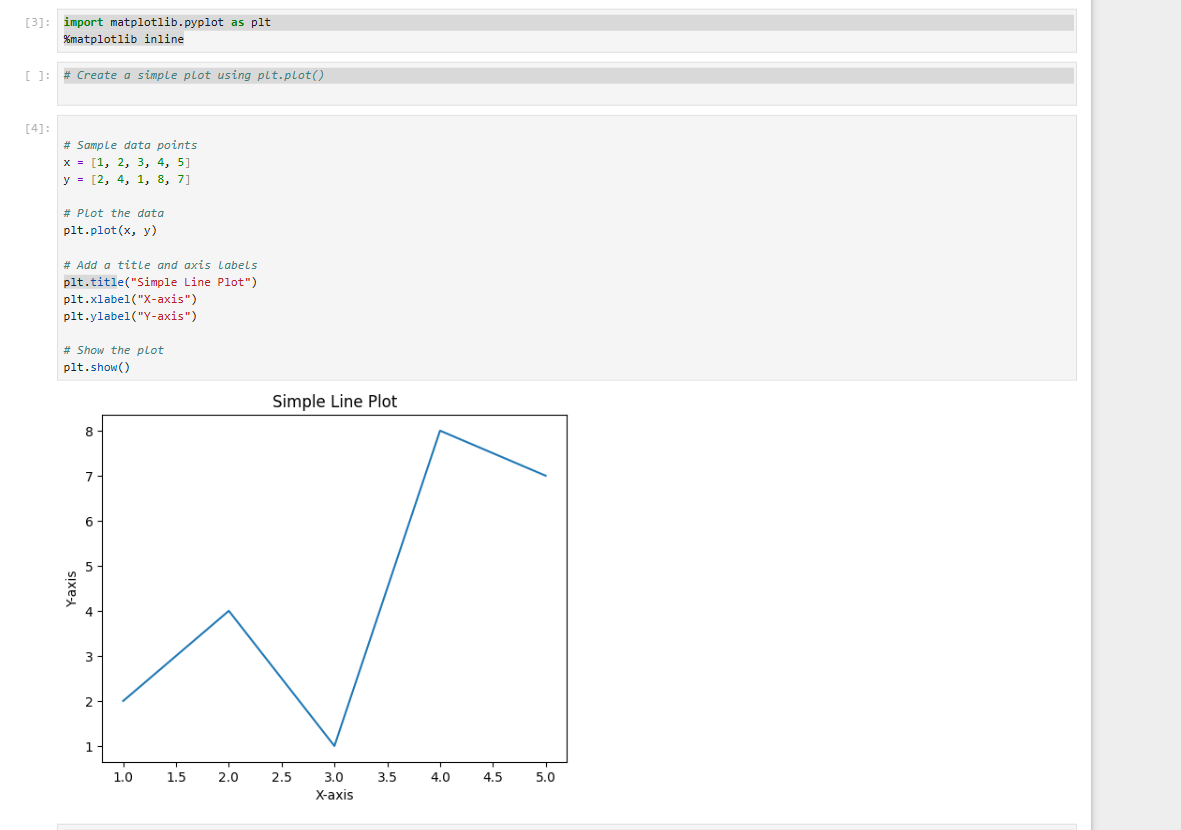 [3]: import matplotlib.pyplot as plt
%matplotlib inline
[ ]: # Create a simple plot using plt.plot()
[4]:
# Sample data points
x = [1, 2, 3, 4, 5]
y = [2, 4, 1, 8, 7]
# Plot the data
plt.plot(x, y)
# Add a title and axis labels
plt.title("Simple Line Plot")
plt.xlabel("X-axis")
plt.ylabel("Y-axis")
# Show the plot
plt.show()
Simple Line Plot
8
7
6
5
4
3
2
1
Y-axis
1.0 1.5 2.0 2.5 3.0 3.5 4.0 4.5 5.0
X-axis